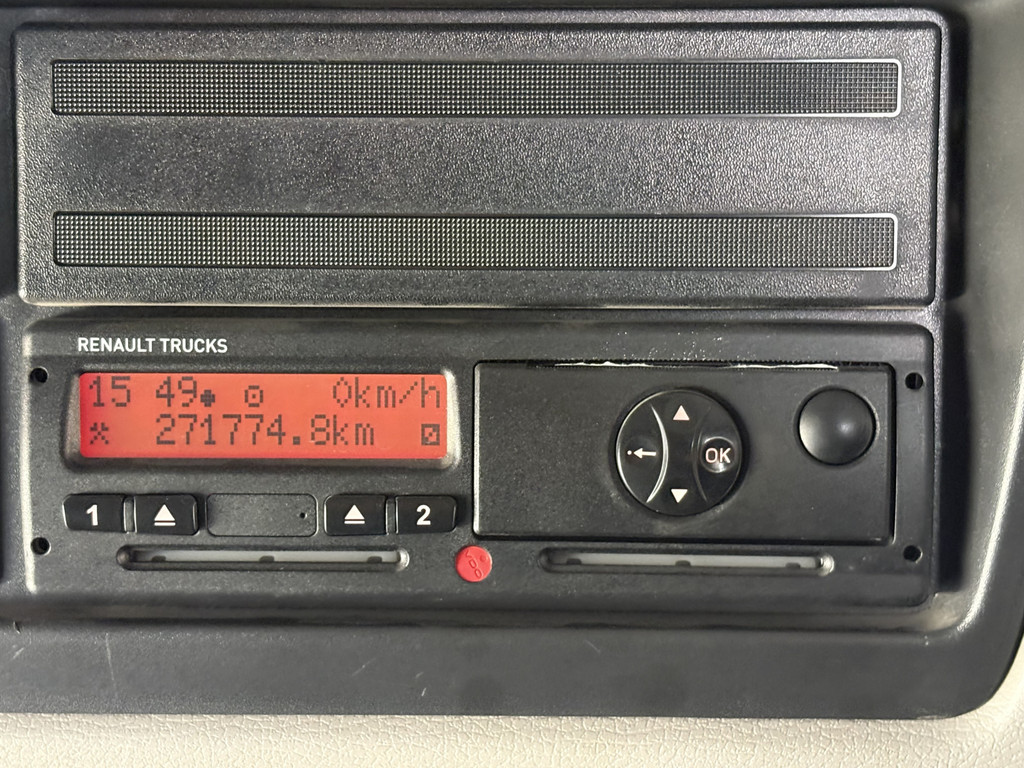 RENAULT TRUCKS
15 49 0km/h
271774.8km
OK
1 2